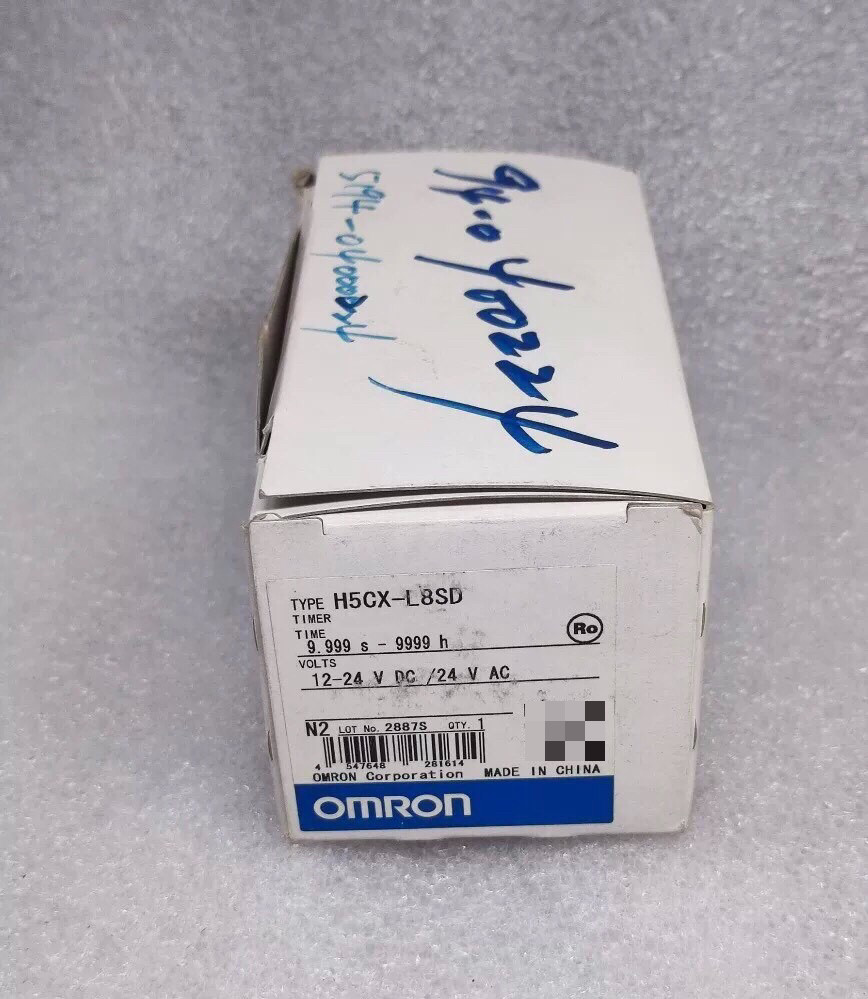 TYPE H5CX-L8SD
TIMER
TIME
9.999 s - 9999 h
Ro
VOLTS
12-24 V DC /24 V AC
N2 LOT No. 2887S QTY. 1
4 547648 281614
OMRON Corporation MADE IN CHINA
OMRON